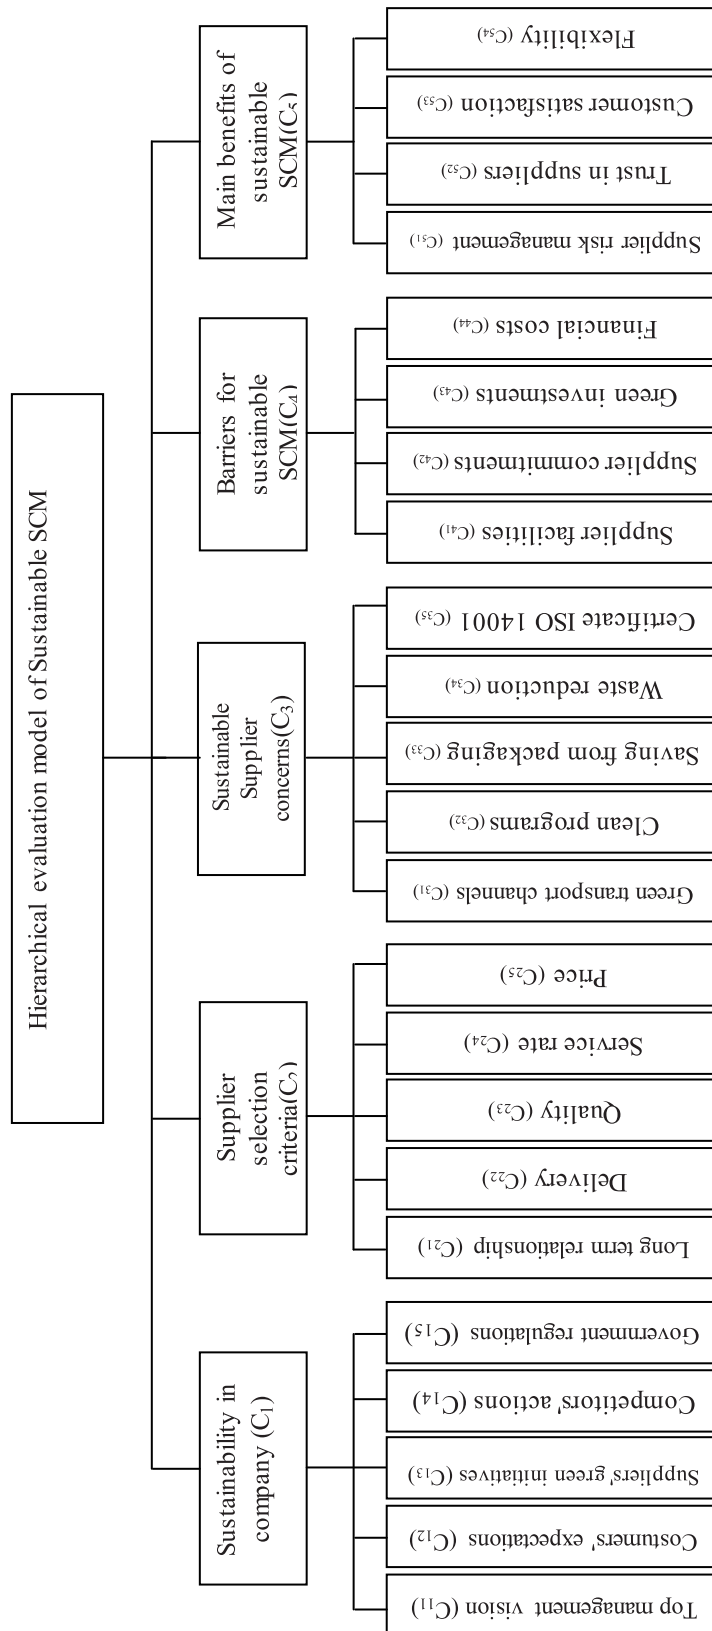 Hierarchical evaluation model of Sustainable SCM
Sustainability in
company (C1)
Supplier
selection
criteria(C2)
Sustainable
Supplier
concerns(C3)
Barriers for
sustainable
SCM(C4)
Main benefits of
sustainable
SCM(C5)
Top management vision (C11)
Costumers' expectations (C12)
Suppliers' green initiatives (C13)
Competitors' actions (C14)
Government regulations (C15)
Long term relationship (C21)
Delivery (C22)
Quality (C23)
Service rate (C24)
Price (C25)
Green transport channels (C31)
Clean programs (C32)
Saving from packaging (C33)
Waste reduction (C34)
Certificate ISO 14001 (C35)
Supplier facilities (C41)
Supplier commitments (C42)
Green investments (C43)
Financial costs (C44)
Supplier risk management (C51)
Trust in suppliers (C52)
Customer satisfaction (C53)
Flexibility (C54)